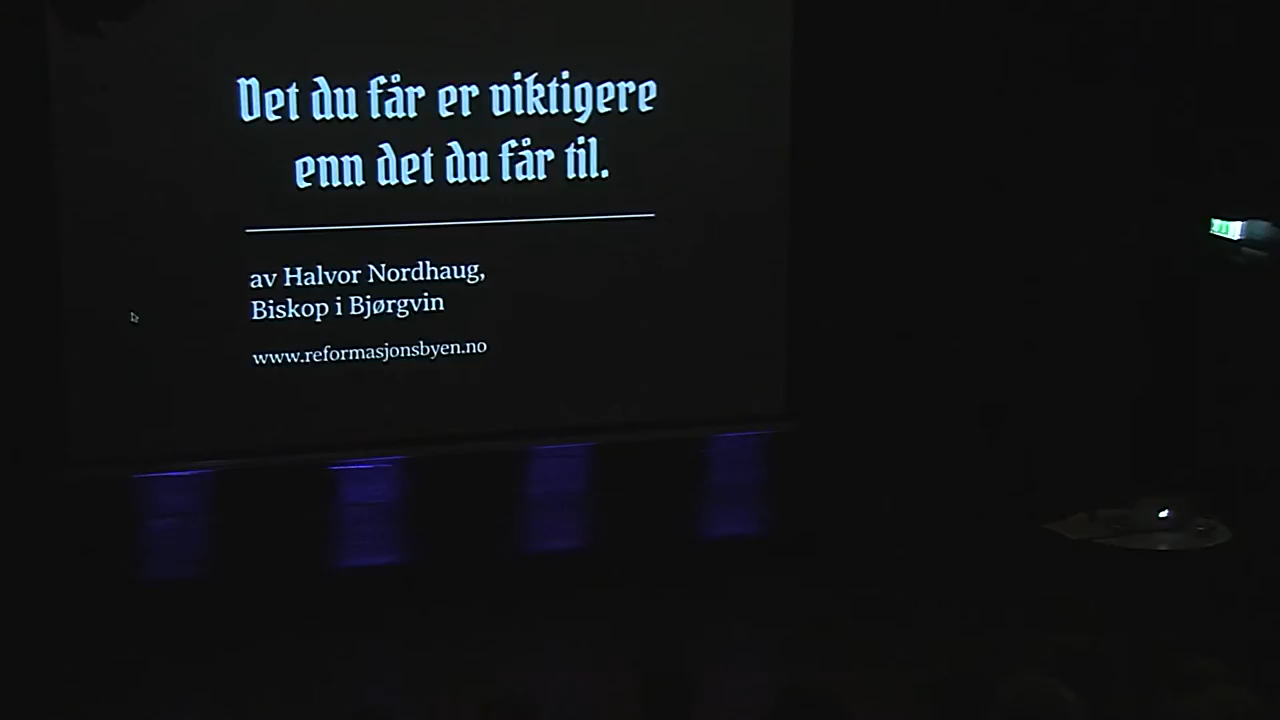 Det du får er viktigere
enn det du får til.
av Halvor Nordhaug,
Biskop i Bjørgvin
www.reformasjonsbyen.no